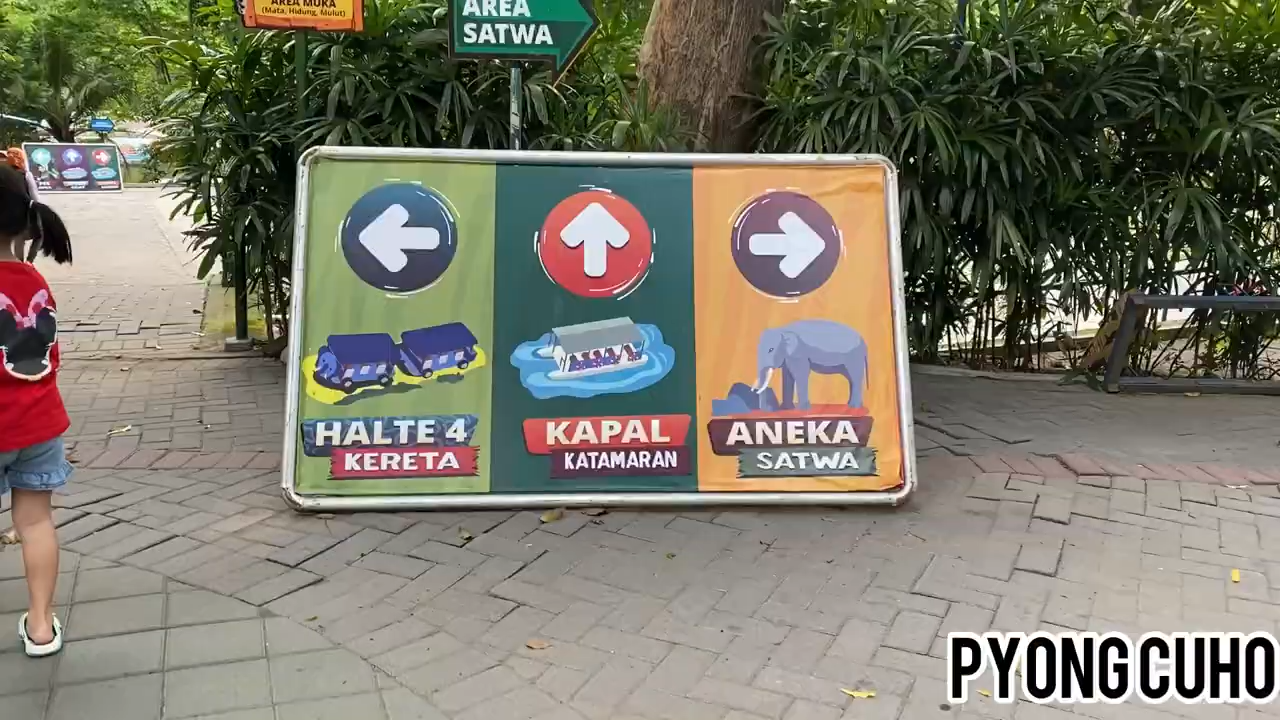 AREA MUKA
(Mata, Hidung, Mulut)
AREA
SATWA
HALTE 4
KERETA
KAPAL
KATAMARAN
ANEKA
SATWA
PYONG CUHO